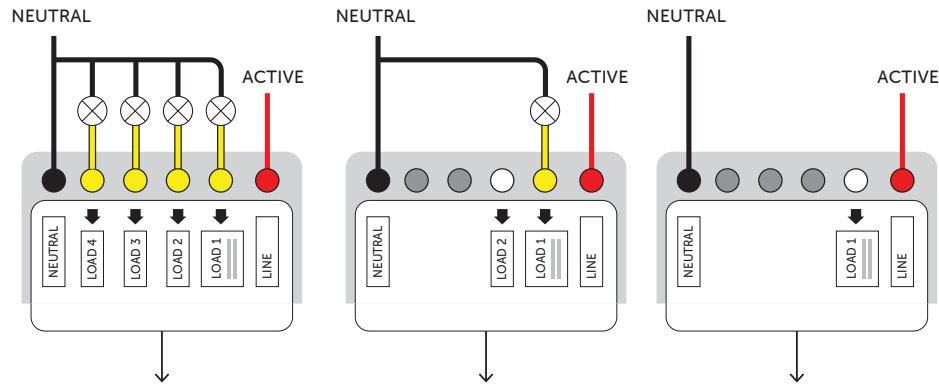 NEUTRAL
NEUTRAL
NEUTRAL
ACTIVE
ACTIVE
ACTIVE
NEUTRAL
LOAD 4
LOAD 3
LOAD 2
LOAD 1
LINE
NEUTRAL
LOAD 2
LOAD 1
LINE
NEUTRAL
LOAD 1
LINE